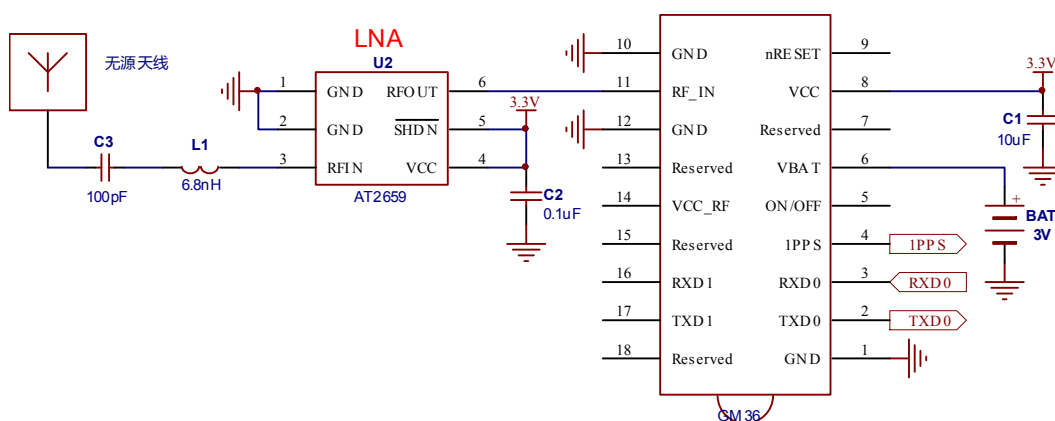 无源天线
C3
100pF
L1
6.8nH
LNA
U2
1 GND RFOUT 6
2 GND SHDN 5
3 RFIN VCC 4
AT2659
3.3V
C2
0.1uF
10 GND nRESET 9
11 RF_IN VCC 8
12 GND Reserved 7
13 Reserved VBAT 6
14 VCC_RF ON/OFF 5
15 Reserved 1PPS 4
16 RXD1 RXD0 3
17 TXD1 TXD0 2
18 Reserved GND 1
GM36
1PPS
RXD0
TXD0
3.3V
C1
10uF
+
BAT
3V